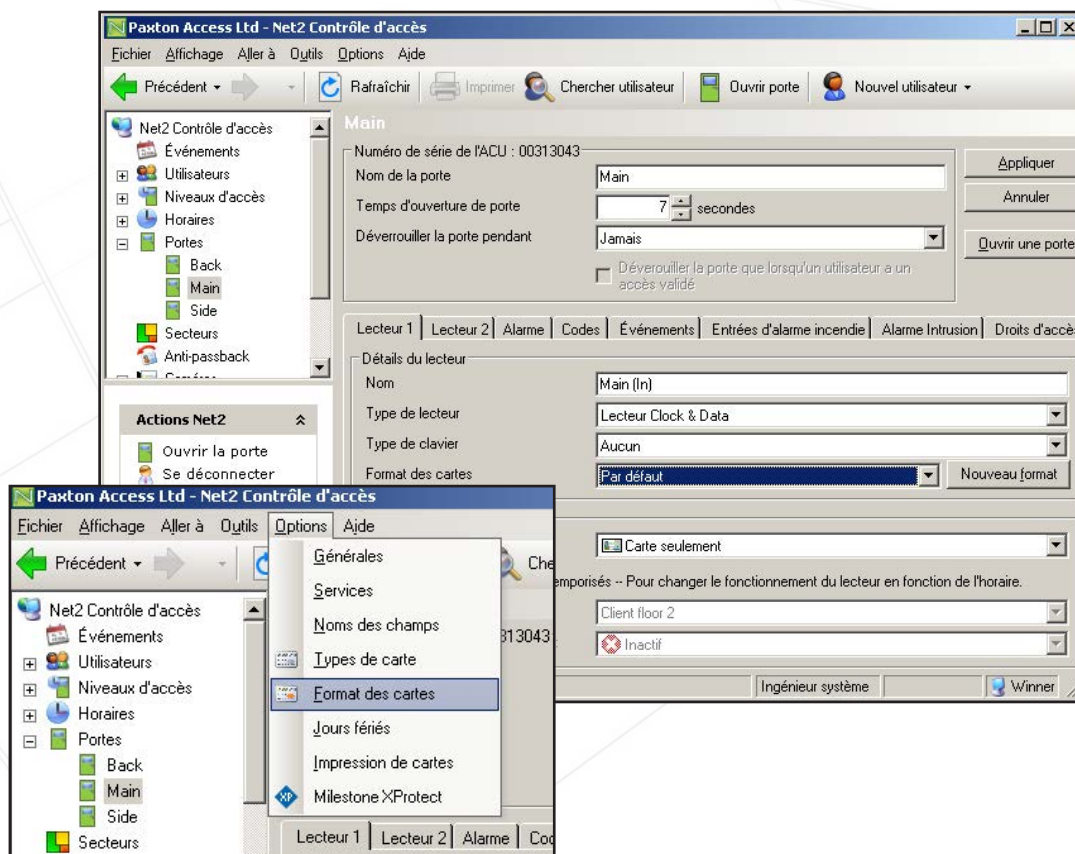 Paxton Access Ltd - Net2 Contrôle d'accès
Fichier Affichage Aller à Outils Options Aide
Précédent Rafraîchir Imprimer Chercher utilisateur Ouvrir porte Nouvel utilisateur
Net2 Contrôle d'accès
Événements
Utilisateurs
Niveaux d'accès
Horaires
Portes
Back
Main
Side
Secteurs
Anti-passback
Actions Net2
Ouvrir la porte
Se déconnecter
Main
Numéro de série de l'ACU : 00313043
Nom de la porte Main
Temps d'ouverture de porte 7 secondes
Déverrouiller la porte pendant Jamais
Déverouiller la porte que lorsqu'un utilisateur a un
accès validé
Appliquer
Annuler
Ouvrir une porte
Lecteur 1 Lecteur 2 Alarme Codes Événements Entrées d'alarme incendie Alarme Intrusion Droits d'accè
Détails du lecteur
Nom Main (In)
Type de lecteur Lecteur Clock & Data
Type de clavier Aucun
Format des cartes Par défaut Nouveau format
Carte seulement
emporisés -- Pour changer le fonctionnement du lecteur en fonction de l'horaire.
Client floor 2
Inactif
Ingénieur système Winner
Paxton Access Ltd - Net2 Contrôle d'accès
Fichier Affichage Aller à Outils Options Aide
Précédent Che
Net2 Contrôle d'accès
Événements
Utilisateurs
Niveaux d'accès
Horaires
Portes
Back
Main
Side
Secteurs
Générales
Services
Noms des champs
Types de carte
Format des cartes
Jours fériés
Impression de cartes
XP Milestone XProtect
313043
Lecteur 1 Lecteur 2 Alarme Cod